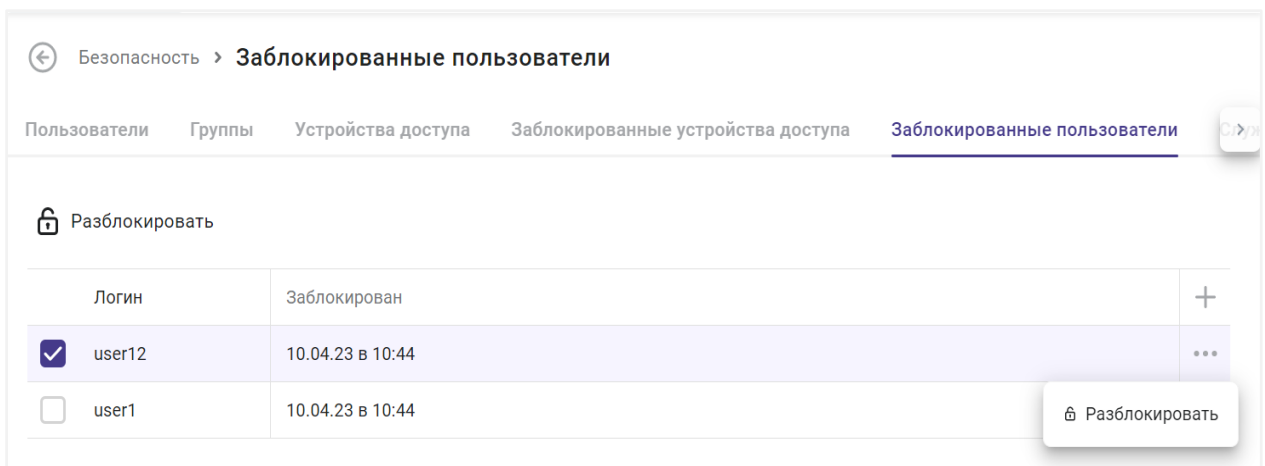 Безопасность > Заблокированные пользователи
Пользователи Группы Устройства доступа Заблокированные устройства доступа Заблокированные пользователи
Разблокировать
Логин Заблокирован
user12 10.04.23 в 10:44
user1 10.04.23 в 10:44
Разблокировать